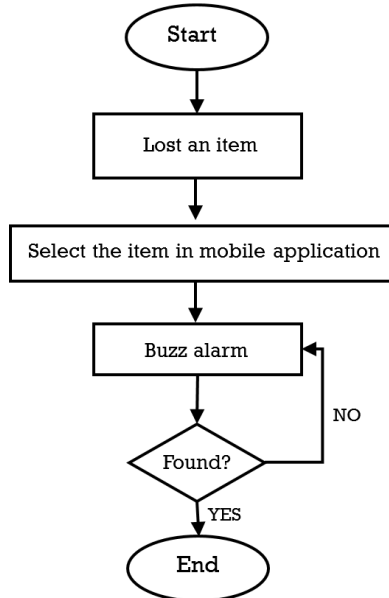 Start
Lost an item
Select the item in mobile application
Buzz alarm
NO
Found?
YES
End